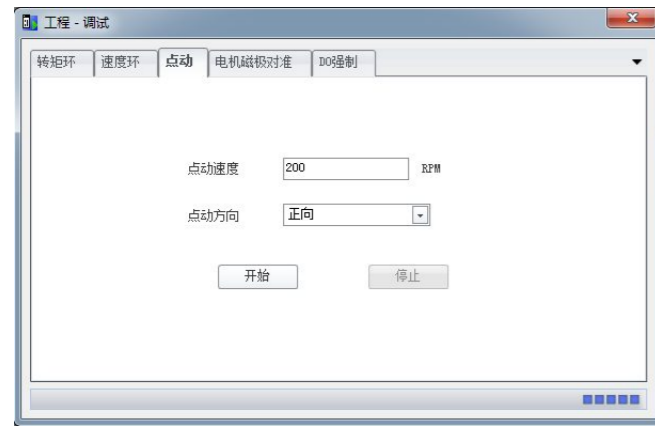 工程 - 调试
转矩环 速度环 点动 电机磁极对准 DO强制
点动速度 200 RPM
点动方向 正向
开始 停止